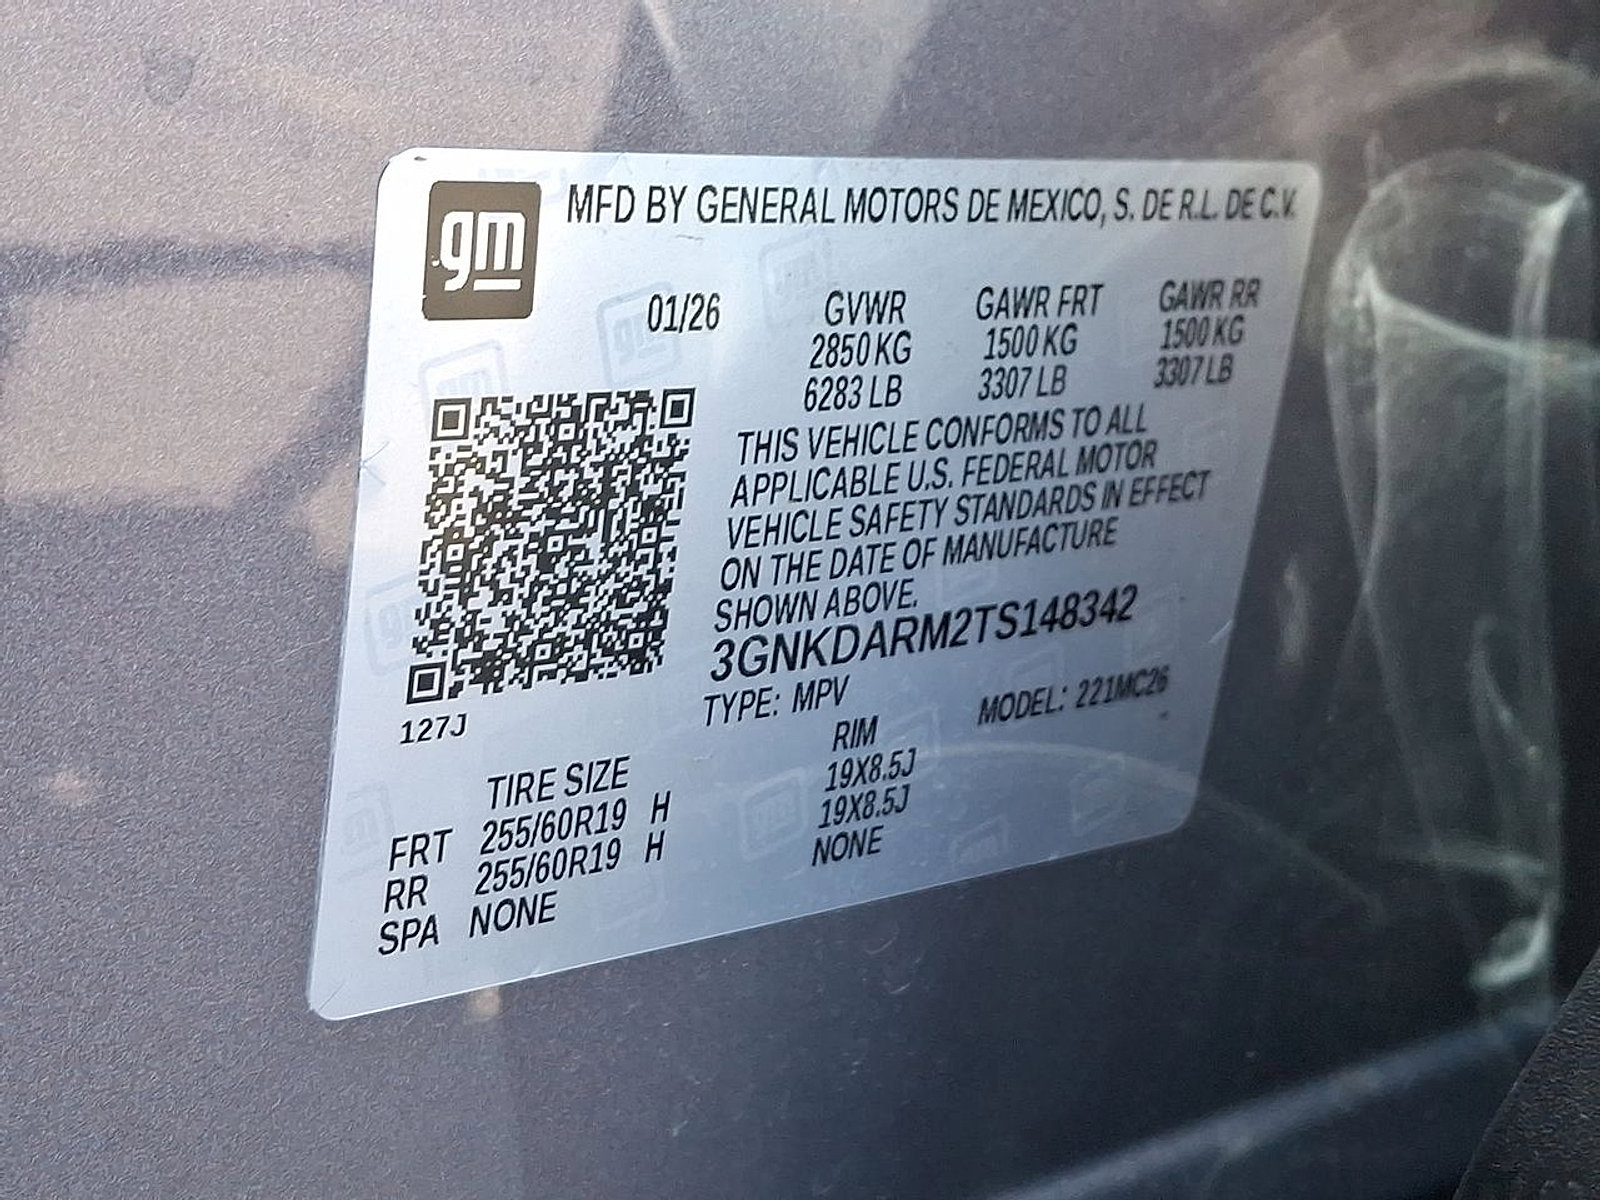 gm
MFD BY GENERAL MOTORS DE MEXICO, S. DE R.L. DE C.V.
01/26 GVWR GAWR FRT GAWR RR
2850 KG 1500 KG 1500 KG
6283 LB 3307 LB 3307 LB
THIS VEHICLE CONFORMS TO ALL
APPLICABLE U.S. FEDERAL MOTOR
VEHICLE SAFETY STANDARDS IN EFFECT
ON THE DATE OF MANUFACTURE
SHOWN ABOVE.
3GNKDARM2TS148342
TYPE: MPV MODEL: 221MC26
127J
TIRE SIZE RIM
FRT 255/60R19 H 19X8.5J
RR 255/60R19 H 19X8.5J
SPA NONE NONE